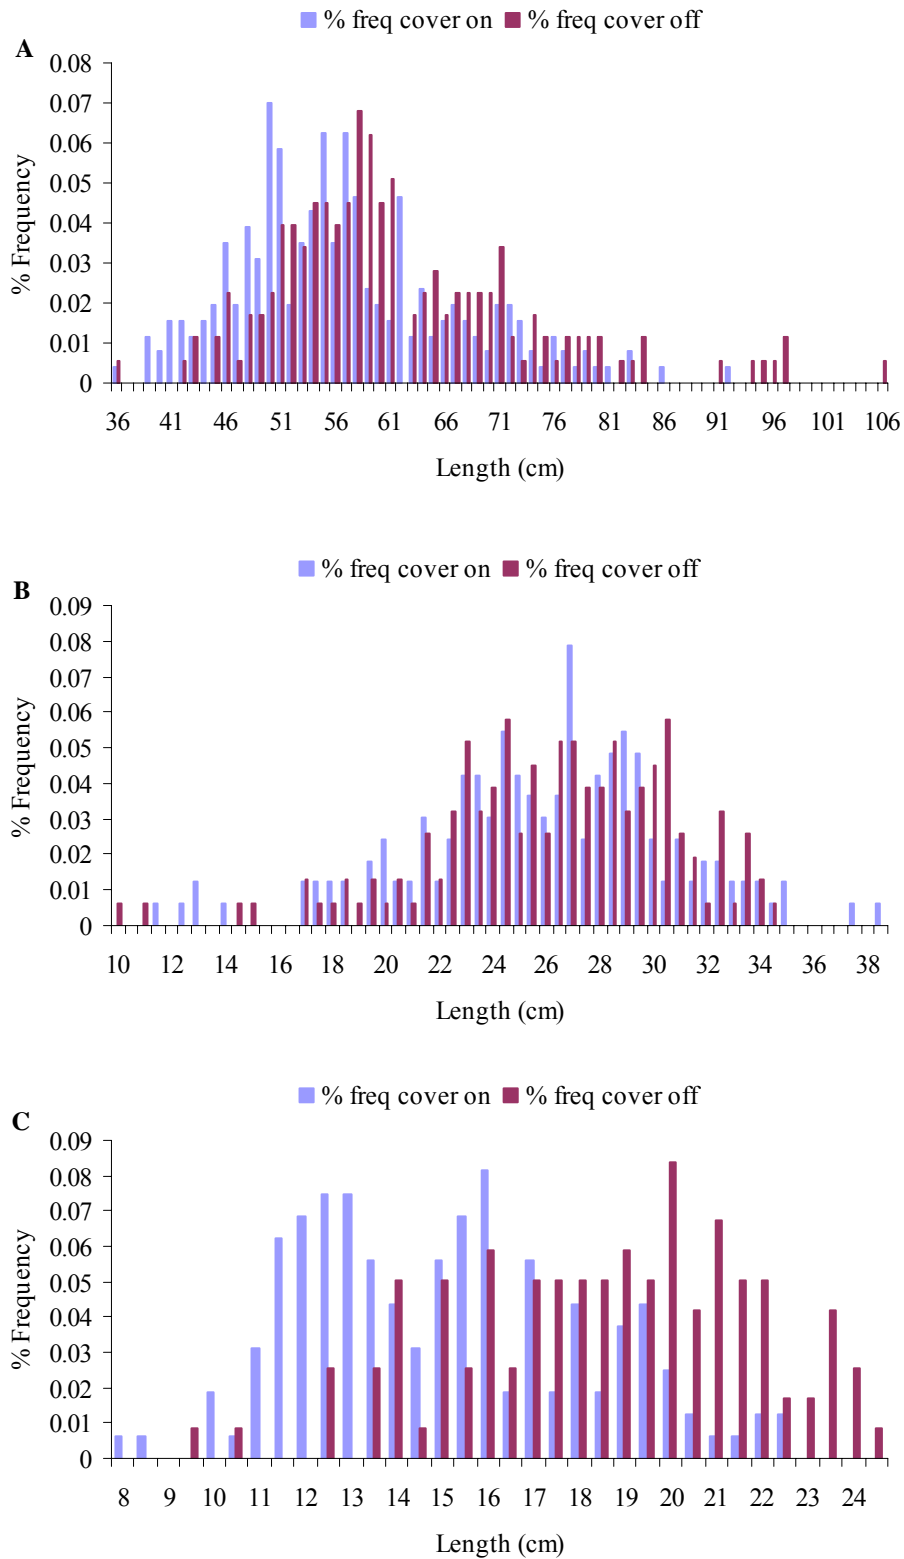 % freq cover on % freq cover off
A
0.08
0.07
0.06
0.05
0.04
0.03
0.02
0.01
0
% Frequency
36 41 46 51 56 61 66 71 76 81 86 91 96 101 106
Length (cm)
% freq cover on % freq cover off
B
0.09
0.08
0.07
0.06
0.05
0.04
0.03
0.02
0.01
0
% Frequency
10 12 14 16 18 20 22 24 26 28 30 32 34 36 38
Length (cm)
% freq cover on % freq cover off
C
0.09
0.08
0.07
0.06
0.05
0.04
0.03
0.02
0.01
0
% Frequency
8 9 10 11 12 13 14 15 16 17 18 19 20 21 22 23 24
Length (cm)